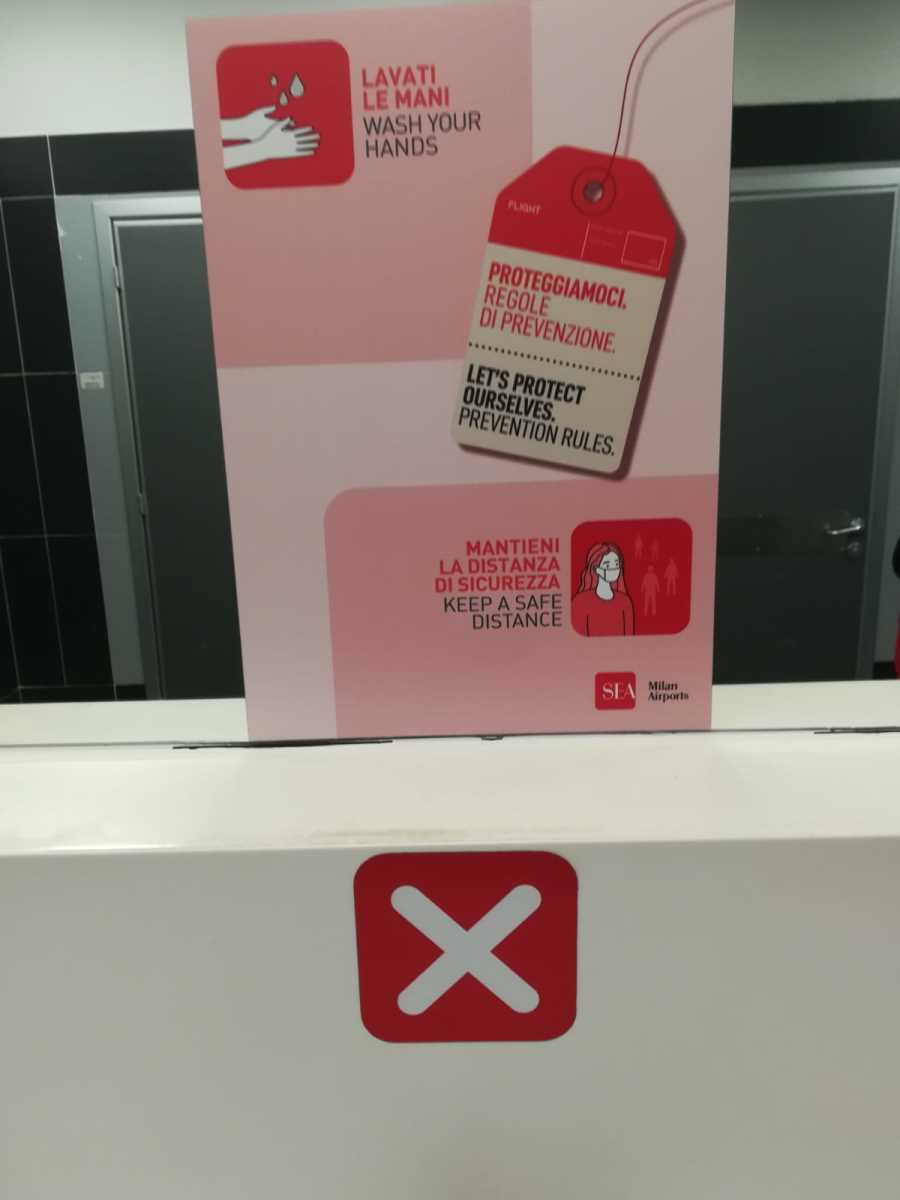 LAVATI
LE MANI
WASH YOUR
HANDS
FLIGHT
PROTEGGIAMOCI.
REGOLE
DI PREVENZIONE.
LET'S PROTECT
OURSELVES.
PREVENTION RULES.
MANTIENI
LA DISTANZA
DI SICUREZZA
KEEP A SAFE
DISTANCE
SEA
Milan
Airports